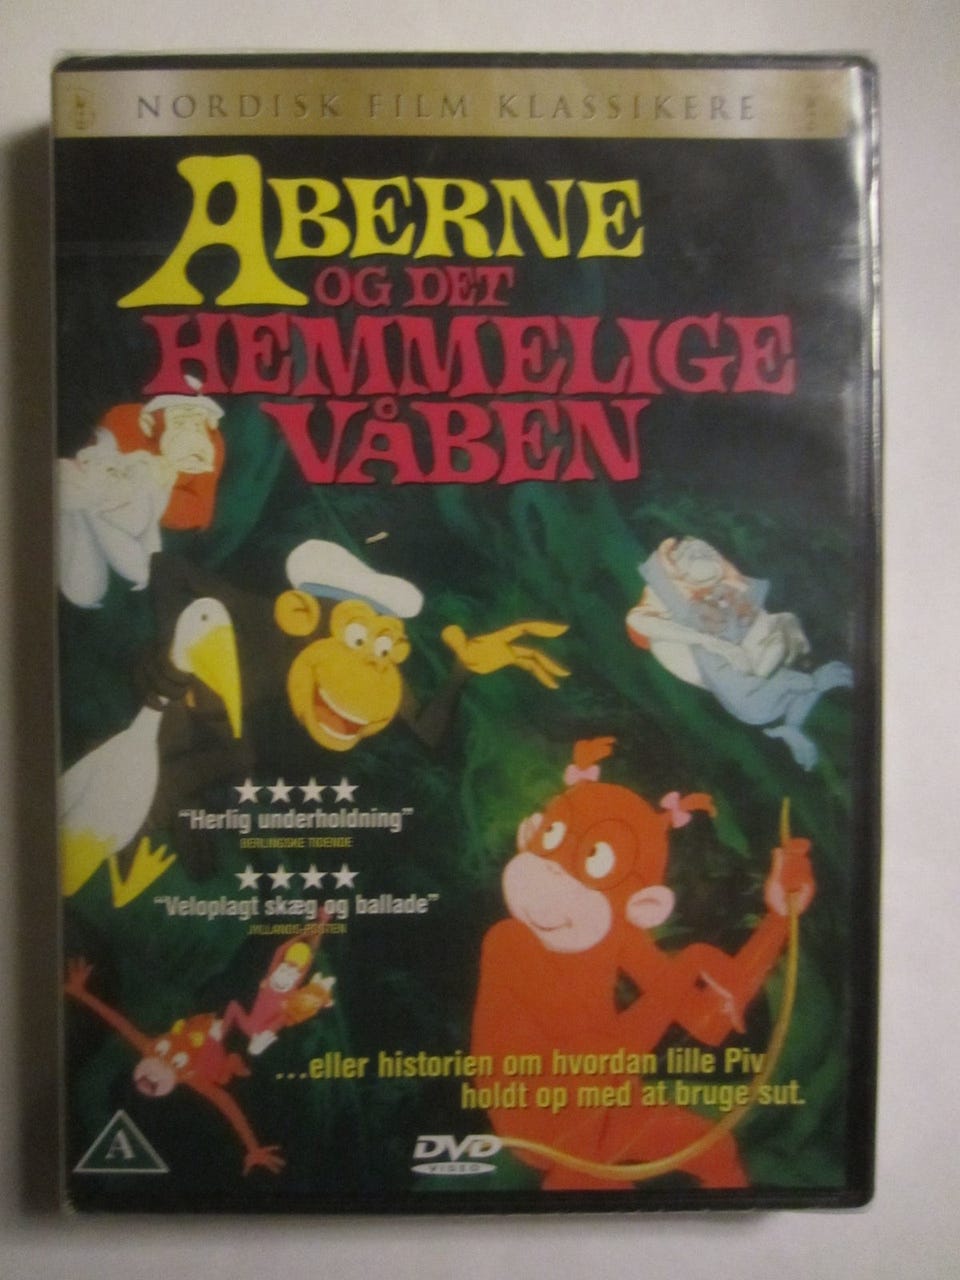 NORDISK FILM KLASSIKERE
ABERNE
OG DET
HEMMELIGE
VÅBEN
"Herlig underholdning"
BERLINGSKE TIDENDE
"Veloplagt skæg og ballade"
JYLLANDS-POSTEN
...eller historien om hvordan lille Piv
holdt op med at bruge sut.
A
DVD
VIDEO